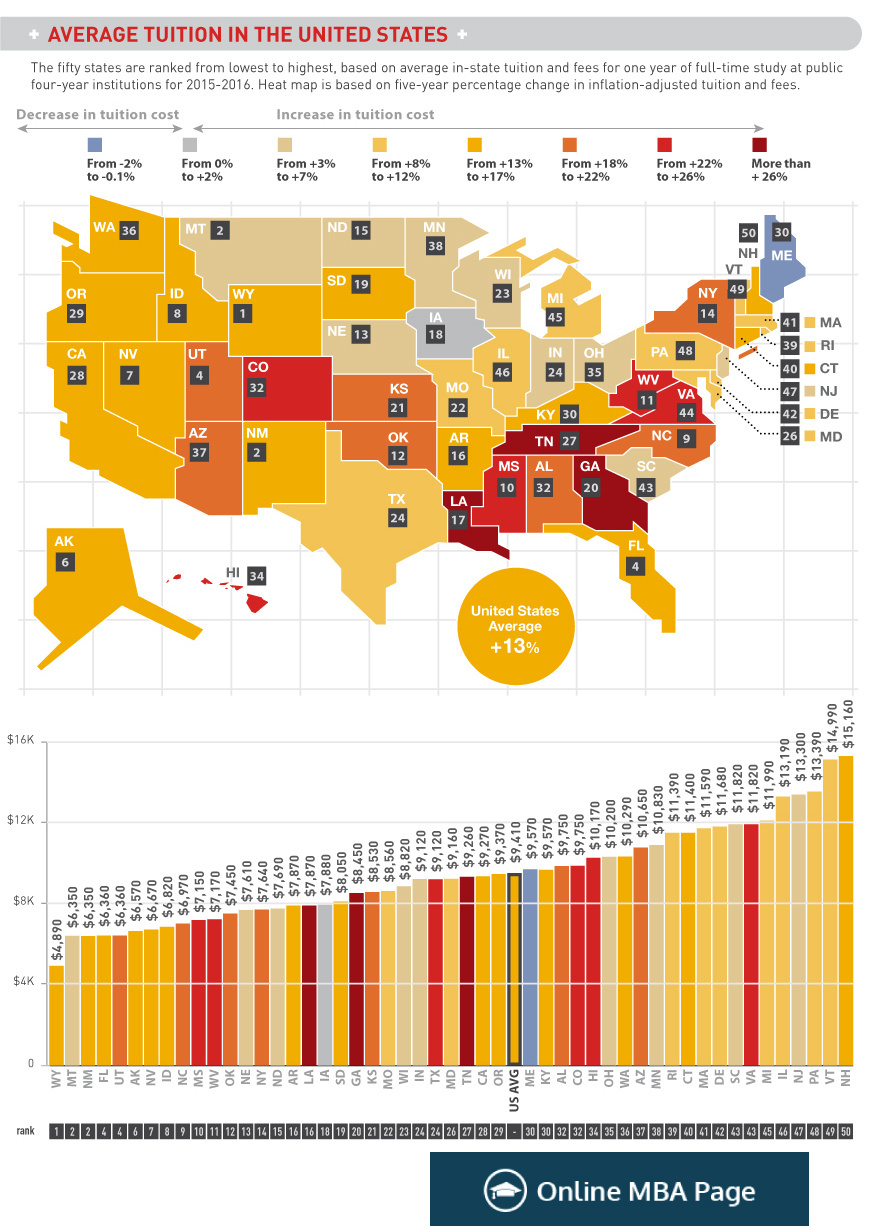 AVERAGE TUITION IN THE UNITED STATES
The fifty states are ranked from lowest to highest, based on average in-state tuition and fees for one year of full-time study at public
four-year institutions for 2015-2016. Heat map is based on five-year percentage change in inflation-adjusted tuition and fees.
Decrease in tuition cost
Increase in tuition cost
From -2%
to -0.1%
From 0%
to +2%
From +3%
to +7%
From +8%
to +12%
From +13%
to +17%
From +18%
to +22%
From +22%
to +26%
More than
+ 26%
WA 36
MT 2
ND 15
MN
38
50
NH
30
ME
VT
49
OR
29
ID
8
WY
1
SD 19
WI
23
MI
45
NY
14
IA
18
NE 13
41 MA
39 RI
40 CT
47 NJ
42 DE
26 MD
CA
28
NV
7
UT
4
CO
32
KS
21
MO
22
IL
46
IN
24
OH
35
PA 48
WV
11
VA
44
KY 30
AZ
37
NM
2
OK
12
AR
16
TN 27
NC 9
MS
10
AL
32
GA
20
SC
43
TX
24
LA
17
FL
4
AK
6
HI 34
United States
Average
+13%
$16K
$12K
$8K
$4K
0
$4,890
$6,350
$6,350
$6,360
$6,360
$6,570
$6,670
$6,820
$6,970
$7,150
$7,170
$7,450
$7,610
$7,640
$7,690
$7,870
$7,870
$7,880
$8,050
$8,450
$8,530
$8,560
$8,820
$9,120
$9,120
$9,160
$9,260
$9,270
$9,370
$9,410
$9,570
$9,570
$9,750
$9,750
$10,170
$10,200
$10,290
$10,650
$10,830
$11,390
$11,400
$11,590
$11,680
$11,820
$11,820
$11,990
$13,190
$13,300
$13,390
$14,990
$15,160
WY MT NM FL UT AK NV ID NC MS WV OK NE NY ND AR LA IA SD GA KS MO WI IN TX MD TN CA OR US AVG ME KY AL CO HI OH WA AZ MN RI CT MA DE SC VA MI IL NJ PA VT NH
rank 1 2 2 4 4 6 7 8 9 10 11 12 13 14 15 16 16 18 19 20 21 22 23 24 24 26 27 28 29 - 30 30 32 32 34 35 36 37 38 39 40 41 42 43 43 45 46 47 48 49 50
Online MBA Page